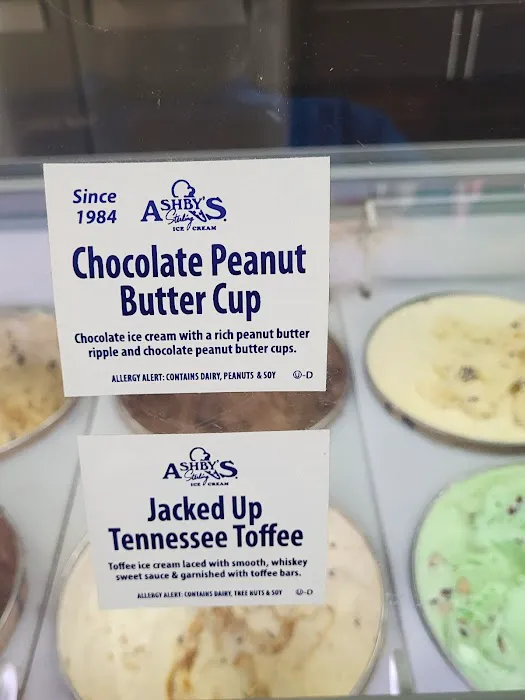 Since
1984
ASHBY'S
Sterling
ICE CREAM
Chocolate Peanut
Butter Cup
Chocolate ice cream with a rich peanut butter
ripple and chocolate peanut butter cups.
ALLERGY ALERT: CONTAINS DAIRY, PEANUTS & SOY Ⓤ-D
ASHBY'S
Sterling
ICE CREAM
Jacked Up
Tennessee Toffee
Toffee ice cream laced with smooth, whiskey
sweet sauce & garnished with toffee bars.
ALLERGY ALERT: CONTAINS DAIRY, TREE NUTS & SOY Ⓤ-D